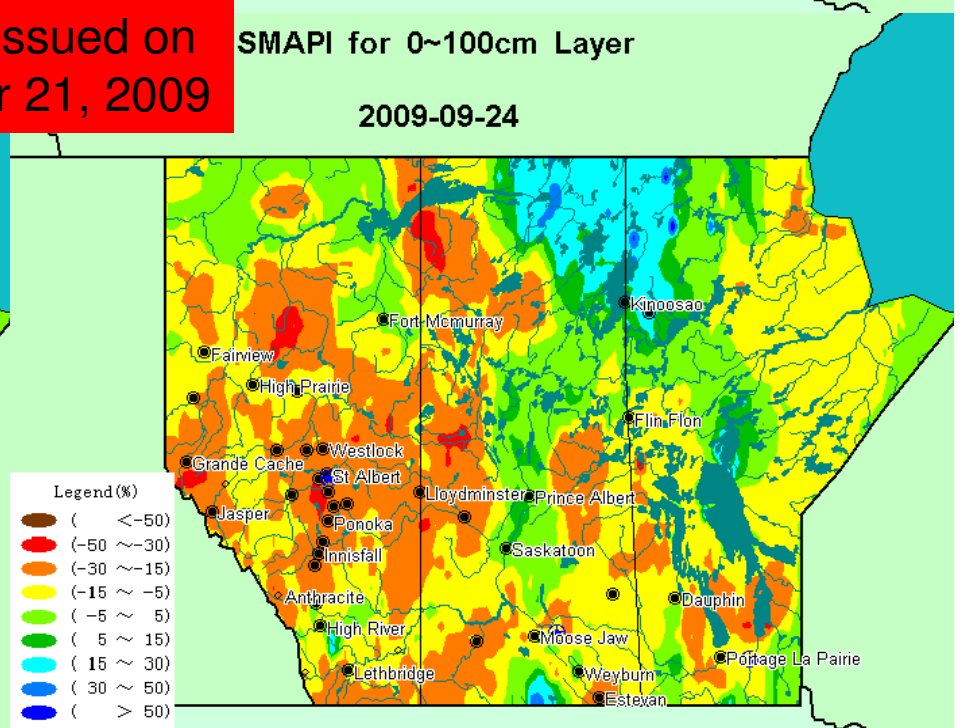 ssued on
r 21, 2009
SMAPI for 0~100cm Layer
2009-09-24
Kinoosao
Fort Mcmurray
Fairview
High Prairie
Flin Flon
Westlock
Grande Cache
St Albert
Lloydminster
Prince Albert
Jasper
Ponoka
Saskatoon
Innisfall
Anthracite
Dauphin
High River
Moose Jaw
Portage La Pairie
Lethbridge
Weyburn
Estevan
Legend(%)
( <-50)
(-50 ~-30)
(-30 ~-15)
(-15 ~ -5)
( -5 ~ 5)
( 5 ~ 15)
( 15 ~ 30)
( 30 ~ 50)
( > 50)